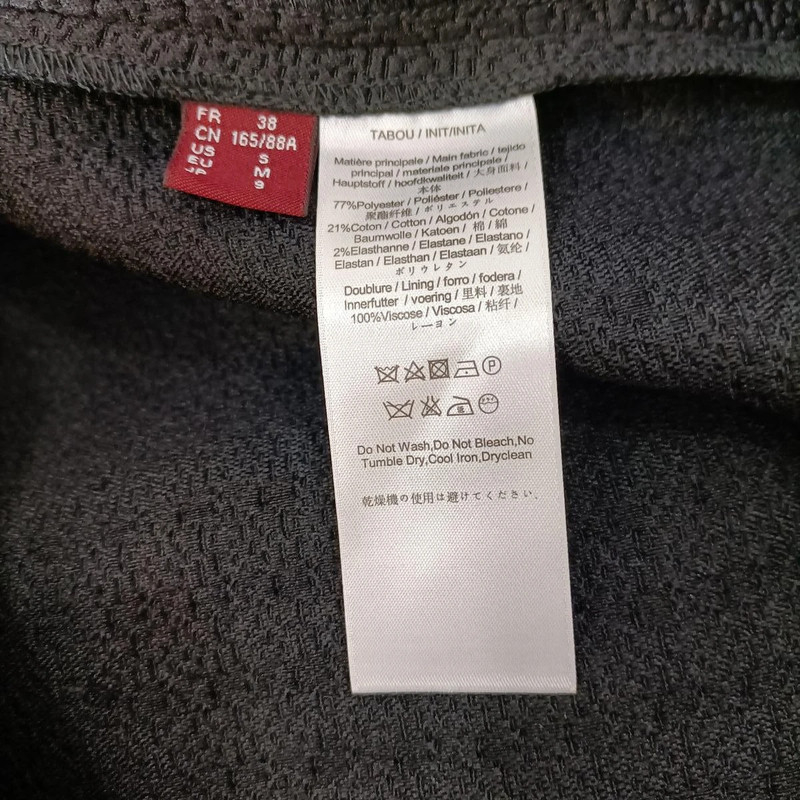 FR 38
CN 165/88A
US S
EU M
JP 9
TABOU / INIT/INITA
Matière principale / Main fabric / tejido
principal / materiale principale /
Hauptstoff / hoofdkwaliteit / 大身面料 /
本体
77%Polyester / Poliéster / Poliestere /
聚酯纤维 / ポリエステル
21%Coton / Cotton / Algodón / Cotone /
Baumwolle / Katoen / 棉 / 綿
2%Elasthanne / Elastane / Elastano /
Elastan / Elasthan / Elastaan / 氨纶 /
ポリウレタン
Doublure / Lining / forro / fodera /
Innerfutter / voering / 里料 / 裏地
100%Viscose / Viscosa / 粘纤 /
レーヨン
P
Do Not Wash,Do Not Bleach,No
Tumble Dry,Cool Iron,Dryclean
乾燥機の使用は避けてください。